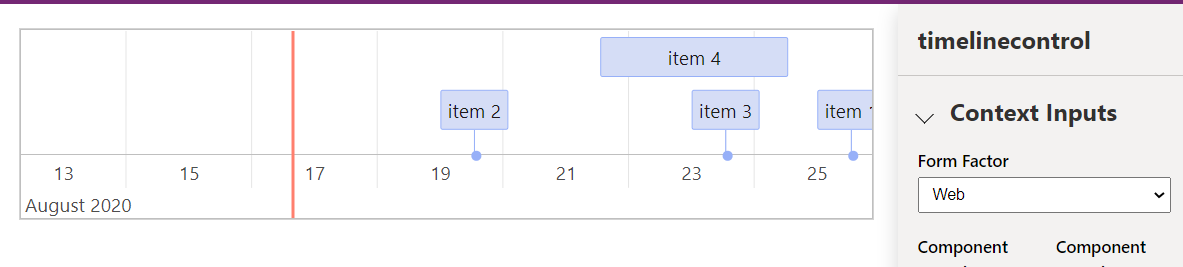 item 4
item 2
item 3
item
13 15 17 19 21 23 25
August 2020
timelinecontrol
Context Inputs
Form Factor
Web
Component Component